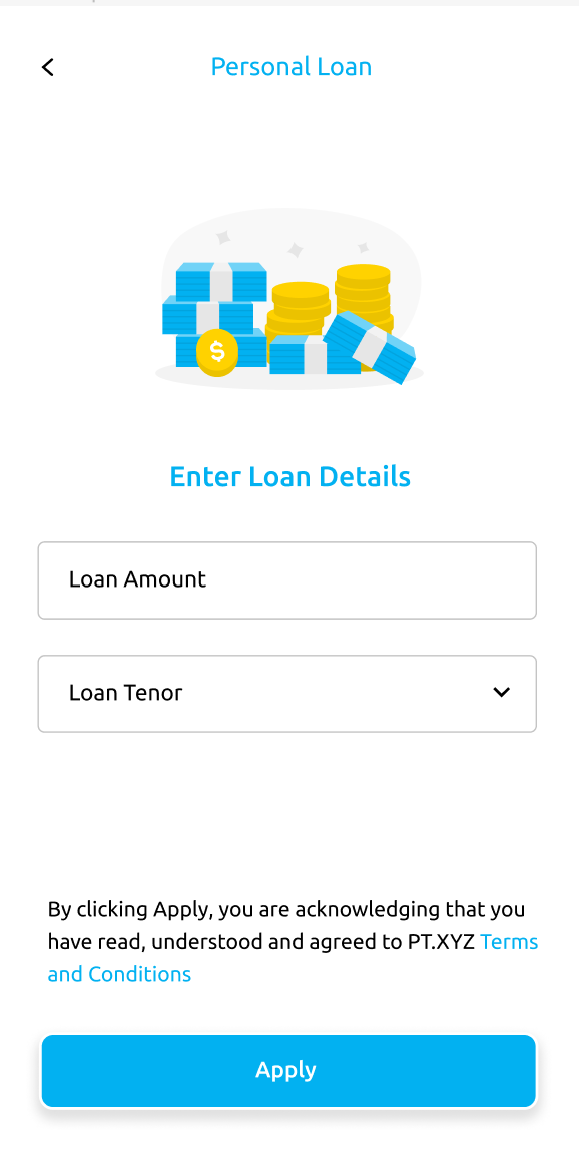 Personal Loan
$
Enter Loan Details
Loan Amount
Loan Tenor
By clicking Apply, you are acknowledging that you
have read, understood and agreed to PT.XYZ Terms
and Conditions
Apply